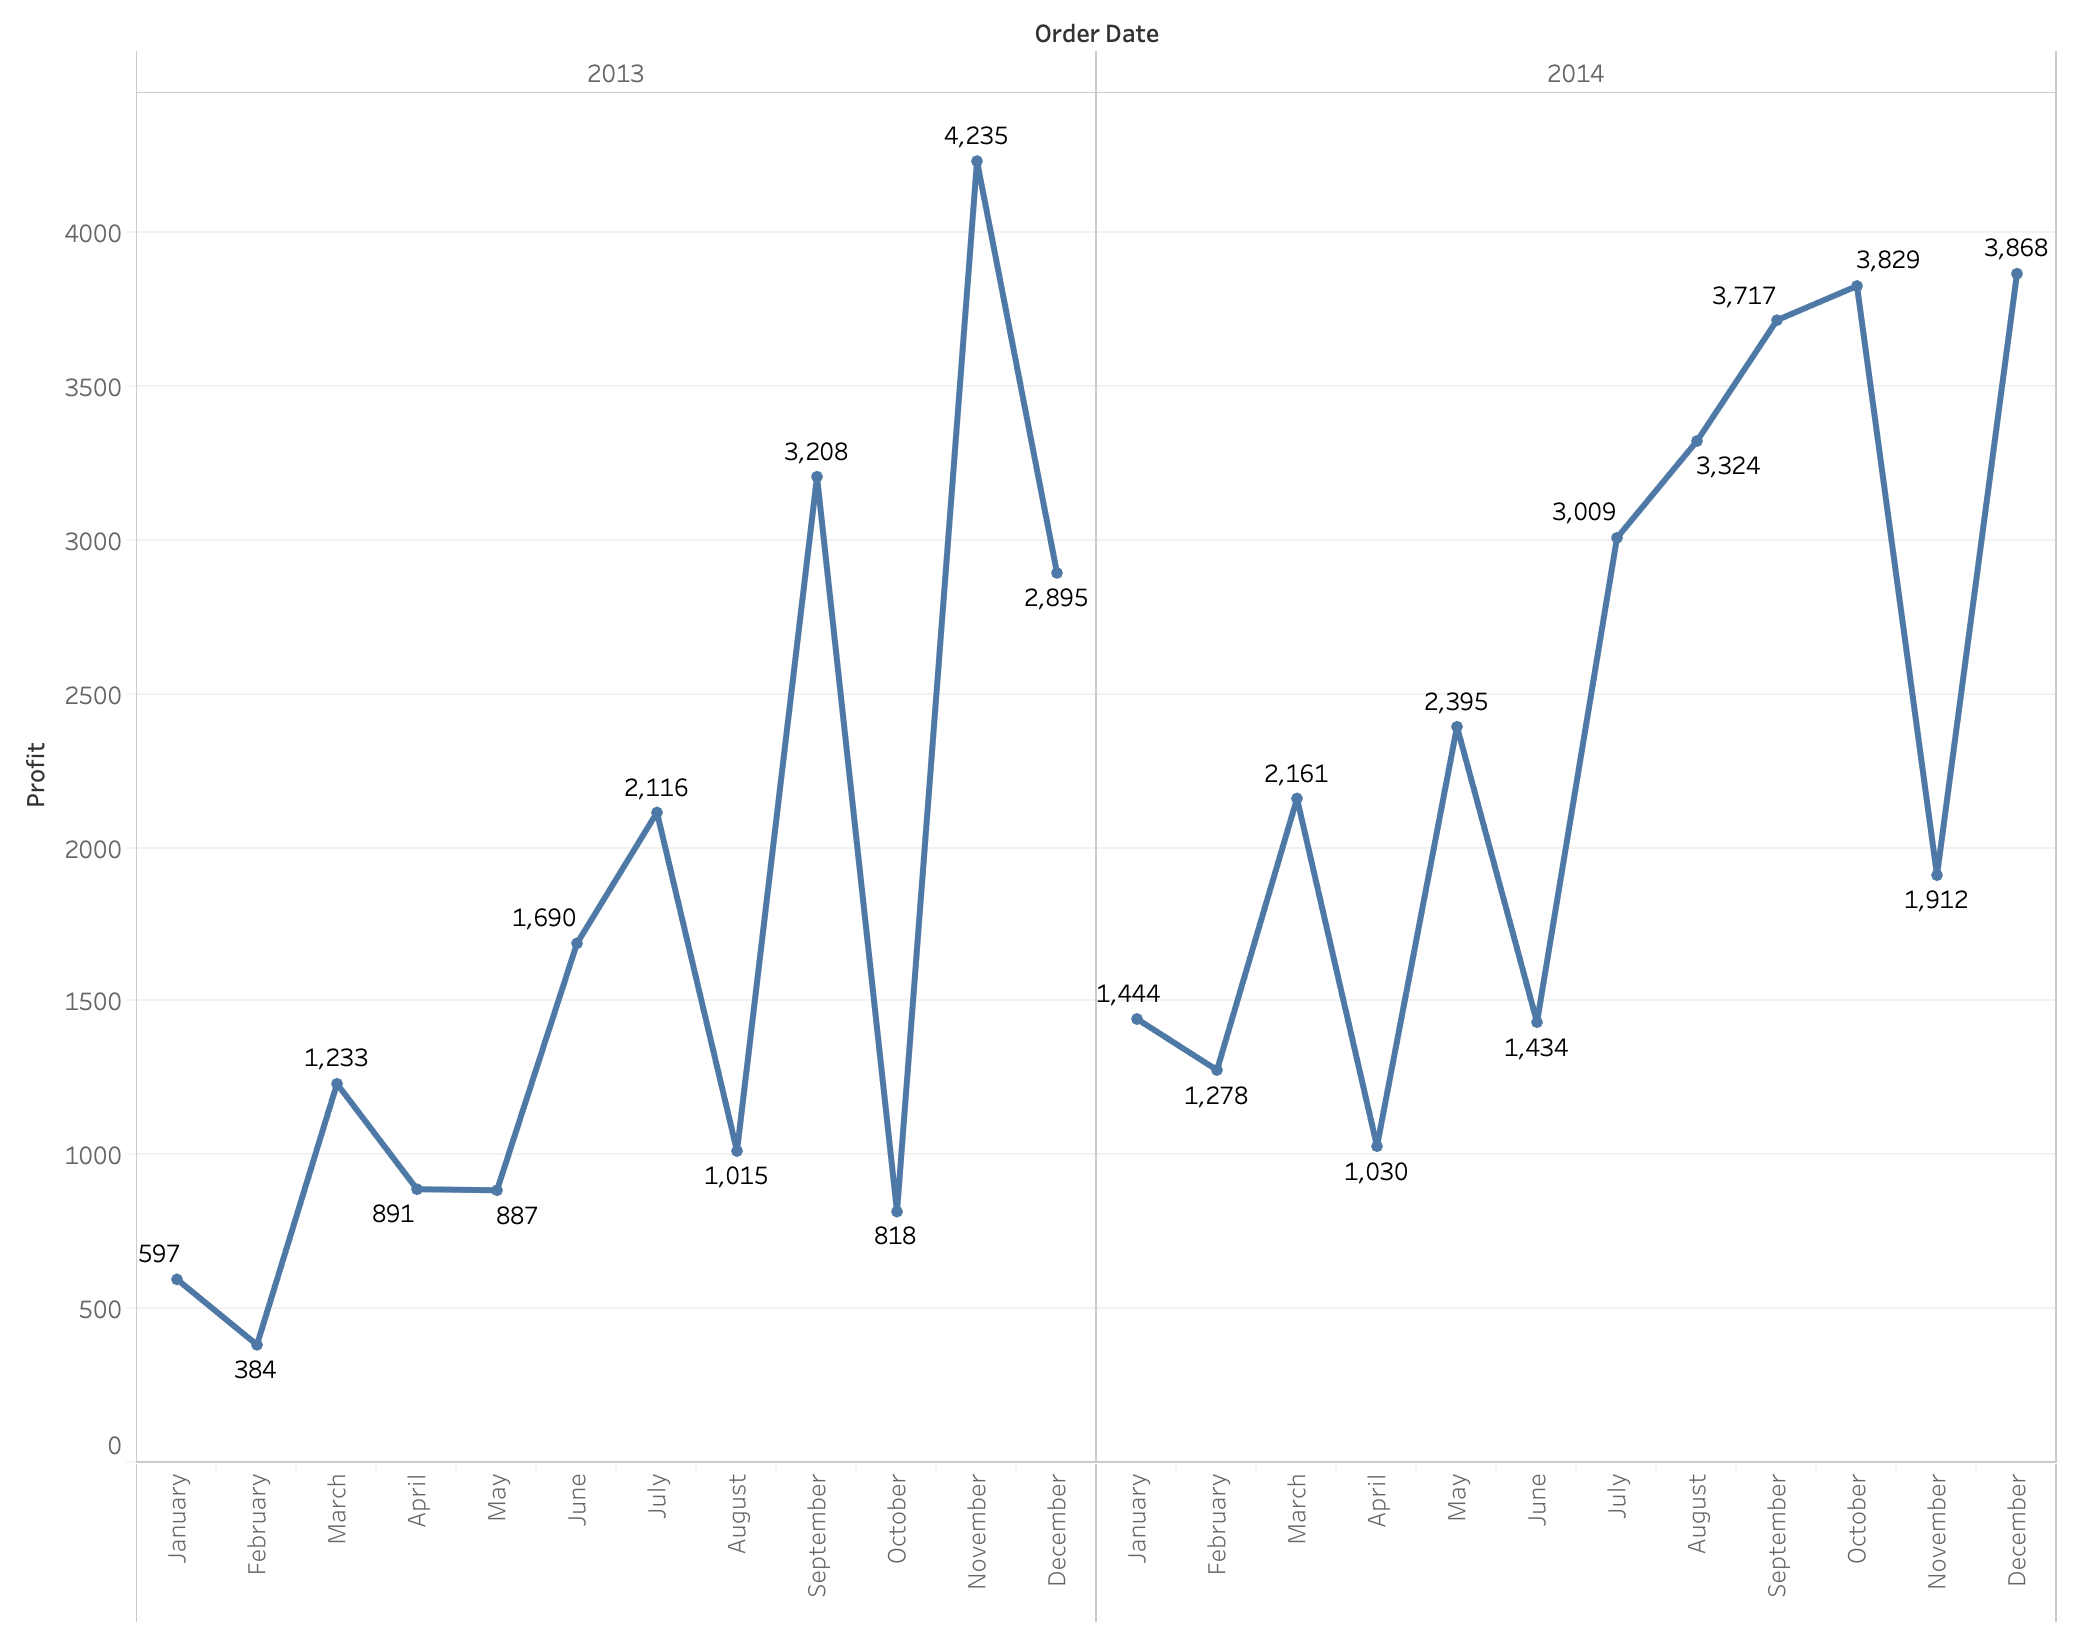 Order Date
2013
2014
Profit
4000
3500
3000
2500
2000
1500
1000
500
0
597
384
1,233
891
887
1,690
2,116
1,015
3,208
818
4,235
2,895
1,444
1,278
2,161
1,030
2,395
1,434
3,009
3,324
3,717
3,829
1,912
3,868
January
February
March
April
May
June
July
August
September
October
November
December
January
February
March
April
May
June
July
August
September
October
November
December